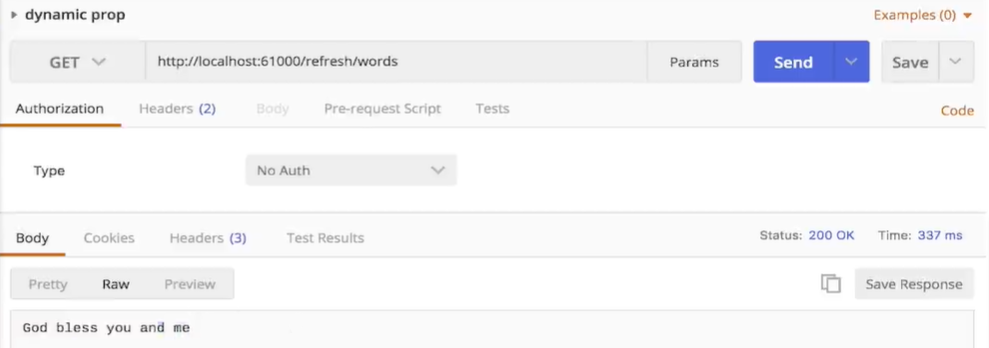 dynamic prop Examples (0)
GET http://localhost:61000/refresh/words Params Send Save
Authorization Headers (2) Body Pre-request Script Tests Code
Type No Auth
Body Cookies Headers (3) Test Results Status: 200 OK Time: 337 ms
Pretty Raw Preview Save Response
God bless you and me